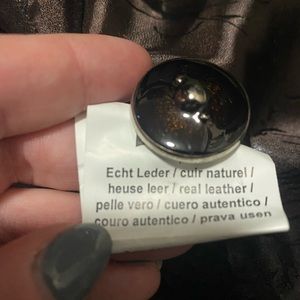 Echt Leder / cuir naturel /
heuse leer / real leather /
pelle vero / cuero autentico /
couro autentico / prava usen